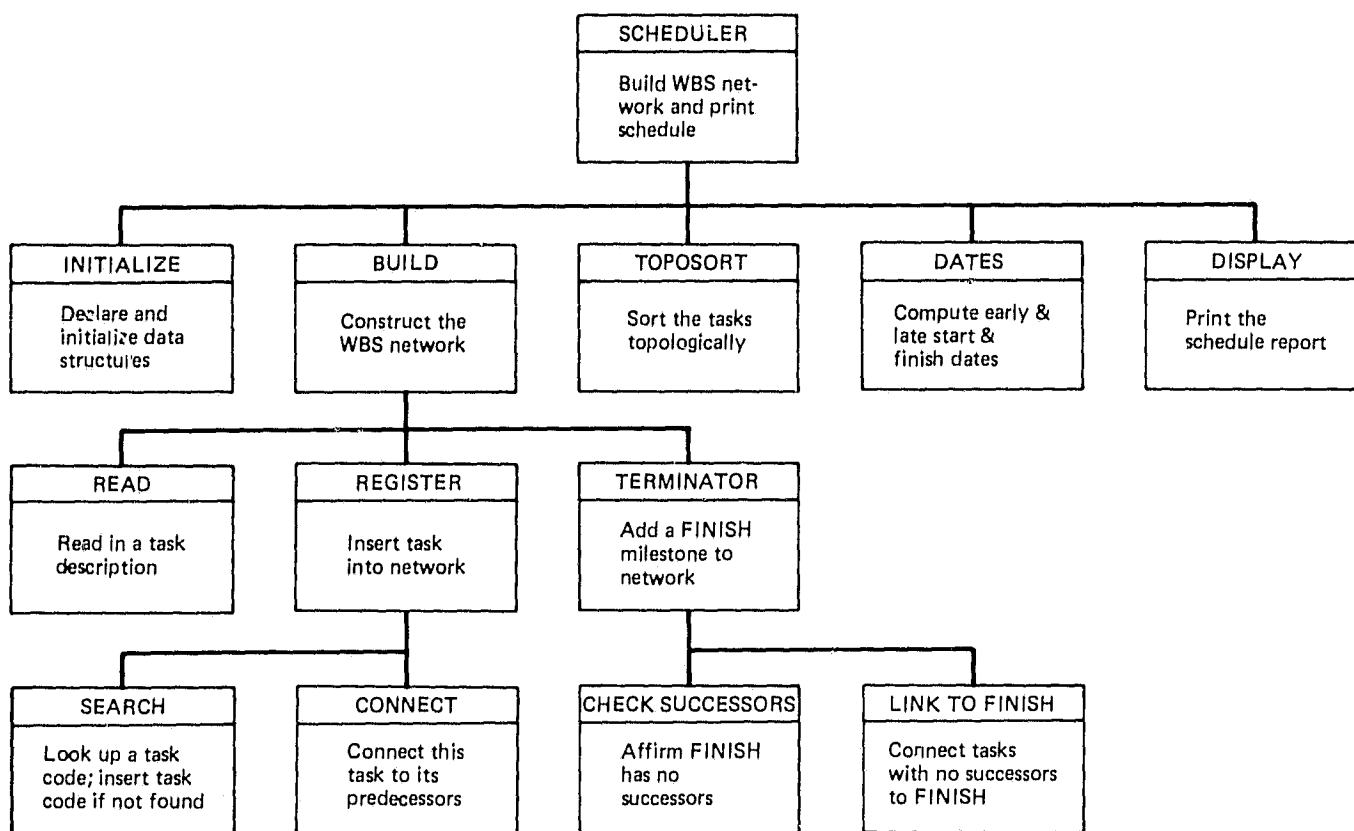 SCHEDULER
Build WBS net-
work and print
schedule
INITIALIZE
Declare and
initialize data
structures
BUILD
Construct the
WBS network
TOPOSORT
Sort the tasks
topologically
DATES
Compute early &
late start &
finish dates
DISPLAY
Print the
schedule report
READ
Read in a task
description
REGISTER
Insert task
into network
TERMINATOR
Add a FINISH
milestone to
network
SEARCH
Look up a task
code; insert task
code if not found
CONNECT
Connect this
task to its
predecessors
CHECK SUCCESSORS
Affirm FINISH
has no
successors
LINK TO FINISH
Connect tasks
with no successors
to FINISH